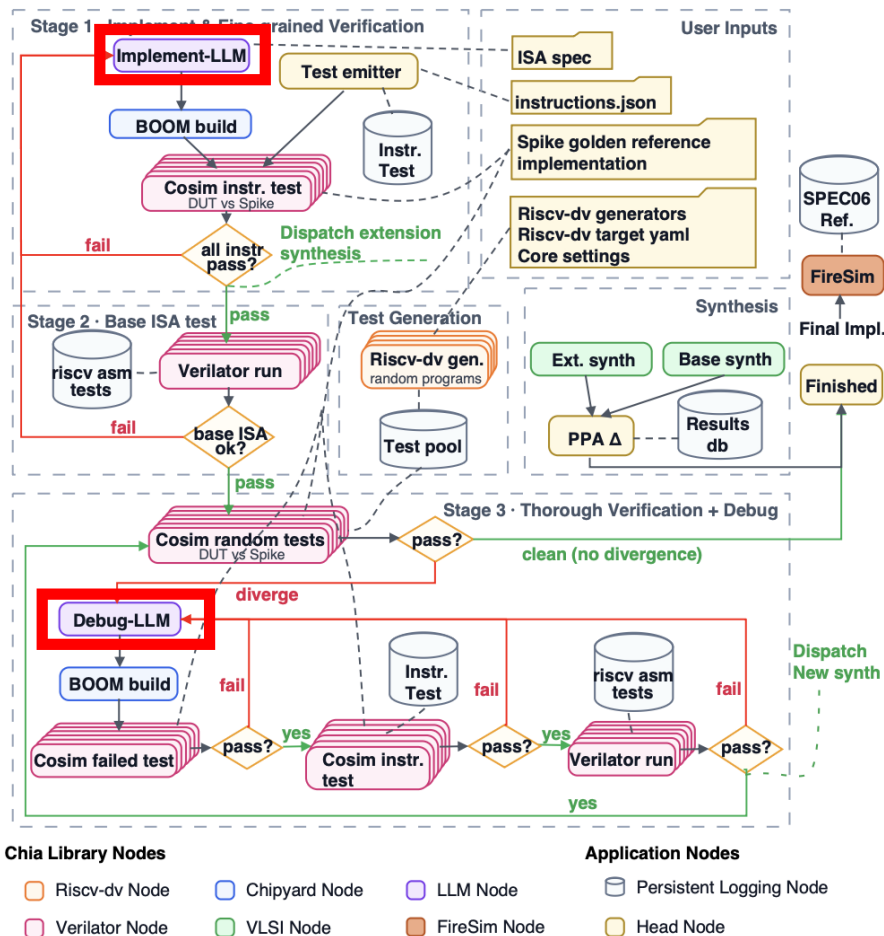 Stage 1 · Implement & Fine-grained Verification
User Inputs
Implement-LLM
Test emitter
ISA spec
instructions.json
BOOM build
Instr.
Test
Spike golden reference
implementation
Cosim instr. test
DUT vs Spike
SPEC06
Ref.
Riscv-dv generators
Riscv-dv target yaml
Core settings
fail
all instr
pass?
Dispatch extension
synthesis
FireSim
pass
Stage 2 · Base ISA test
Test Generation
Synthesis
Final Impl.
riscv asm
tests
Verilator run
Riscv-dv gen.
random programs
Ext. synth
Base synth
Finished
fail
base ISA
ok?
Test pool
PPA Δ
Results
db
pass
Stage 3 · Thorough Verification + Debug
Cosim random tests
DUT vs Spike
pass?
clean (no divergence)
diverge
Debug-LLM
BOOM build
fail
Instr.
Test
fail
riscv asm
tests
fail
Dispatch
New synth
Cosim failed test
pass?
yes
Cosim instr.
test
pass?
yes
Verilator run
pass?
yes
Chia Library Nodes
Application Nodes
Riscv-dv Node
Chipyard Node
LLM Node
Persistent Logging Node
Verilator Node
VLSI Node
FireSim Node
Head Node